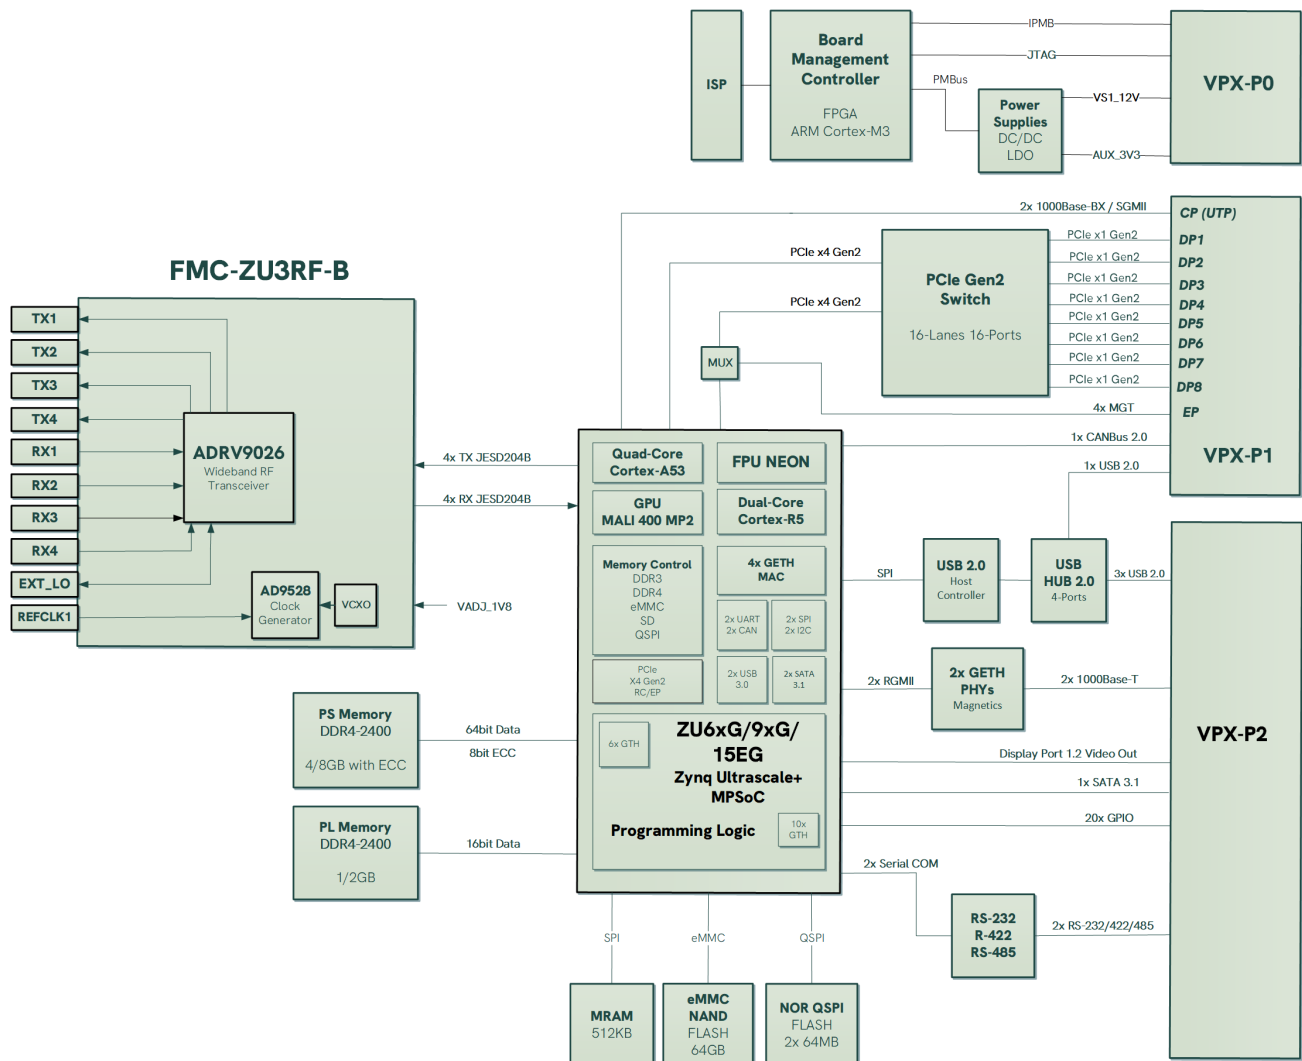 ISP
Board
Management
Controller
FPGA
ARM Cortex-M3
IPMB
JTAG
PMBus
Power
Supplies
DC/DC
LDO
VS1_12V
AUX_3V3
VPX-P0
2x 1000Base-BX / SGMII
CP (UTP)
PCIe x4 Gen2
PCIe x4 Gen2
MUX
PCIe Gen2
Switch
16-Lanes 16-Ports
PCIe x1 Gen2
DP1
PCIe x1 Gen2
DP2
PCIe x1 Gen2
DP3
PCIe x1 Gen2
DP4
PCIe x1 Gen2
DP5
PCIe x1 Gen2
DP6
PCIe x1 Gen2
DP7
PCIe x1 Gen2
DP8
4x MGT
EP
1x CANBus 2.0
VPX-P1
1x USB 2.0
FMC-ZU3RF-B
TX1
TX2
TX3
TX4
RX1
RX2
RX3
RX4
EXT_LO
REFCLK1
ADRV9026
Wideband RF
Transceiver
AD9528
Clock
Generator
VCXO
4x TX JESD204B
4x RX JESD204B
VADJ_1V8
Quad-Core
Cortex-A53
FPU NEON
GPU
MALI 400 MP2
Dual-Core
Cortex-R5
Memory Control
DDR3
DDR4
eMMC
SD
QSPI
4x GETH
MAC
2x UART
2x CAN
2x SPI
2x I2C
PCIe
X4 Gen2
RC/EP
2x USB
3.0
2x SATA
3.1
6x GTH
ZU6xG/9xG/
15EG
Zynq Ultrascale+
MPSoC
Programming Logic
10x
GTH
SPI
USB 2.0
Host
Controller
USB
HUB 2.0
4-Ports
3x USB 2.0
2x RGMII
2x GETH
PHYs
Magnetics
2x 1000Base-T
VPX-P2
Display Port 1.2 Video Out
1x SATA 3.1
20x GPIO
2x Serial COM
RS-232
R-422
RS-485
2x RS-232/422/485
PS Memory
DDR4-2400
4/8GB with ECC
64bit Data
8bit ECC
PL Memory
DDR4-2400
1/2GB
16bit Data
SPI
eMMC
QSPI
MRAM
512KB
eMMC
NAND
FLASH
64GB
NOR QSPI
FLASH
2x 64MB